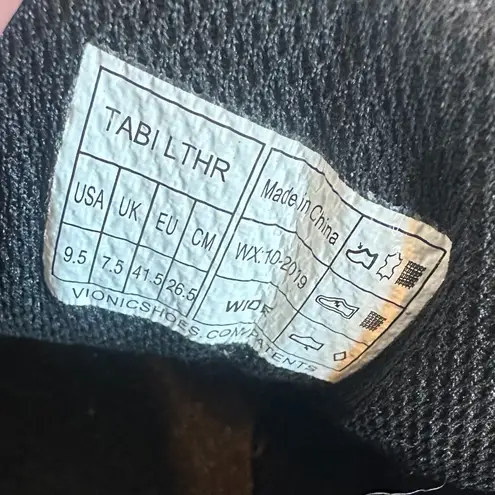 TABI LTHR
USA UK EU CM
9.5 7.5 41.5 26.5
Made in China
WX:10-2019
WIDE
VIONICSHOES.COM/PATENTS